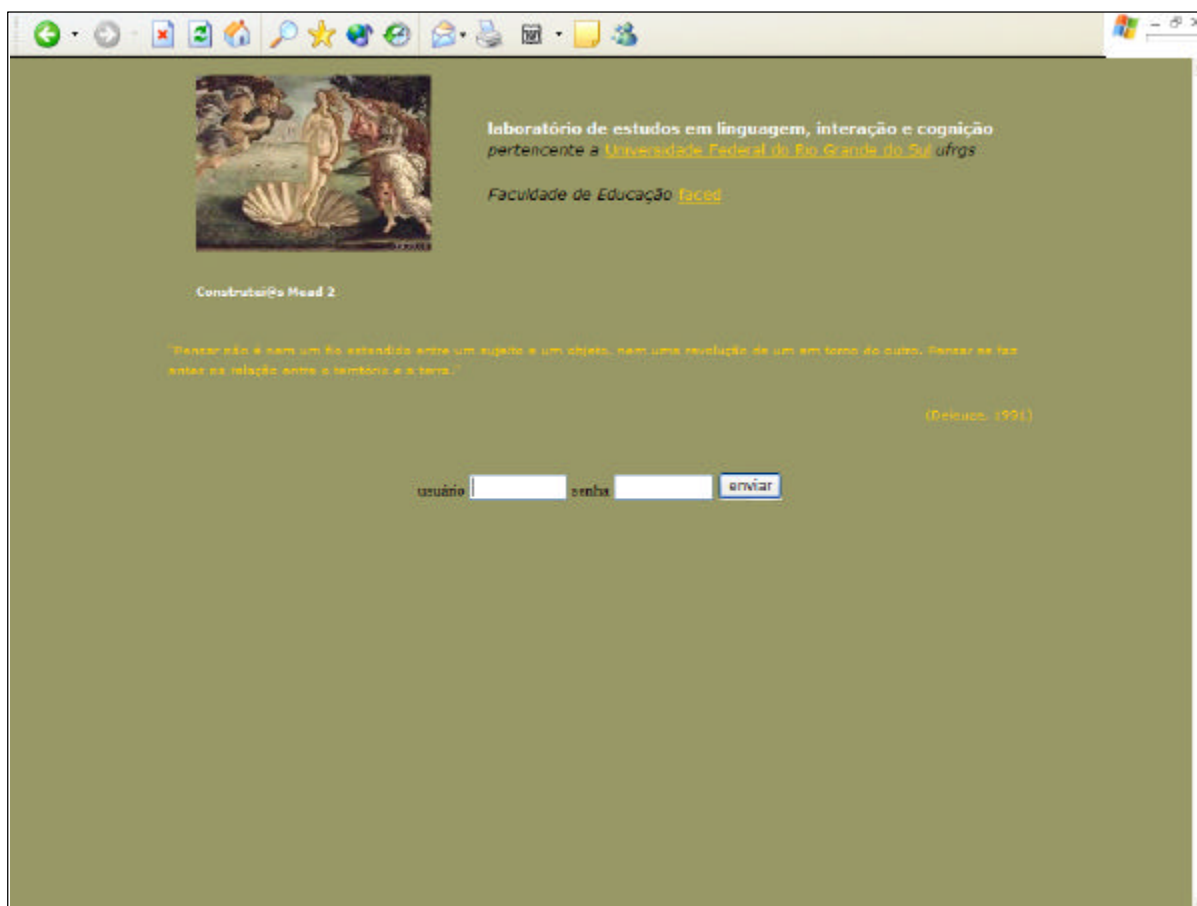 laboratório de estudos em linguagem, interação e cognição
pertencente a Universidade Federal do Rio Grande do Sul ufrgs
Faculdade de Educação faced
Construtei@s Mead 2
"Pensar não é nem um fio estendido entre um sujeito e um objeto, nem uma revolução de um em torno do outro. Pensar se faz
antes na relação entre o território e a terra."
(Deleuze, 1991)
usuário senha enviar